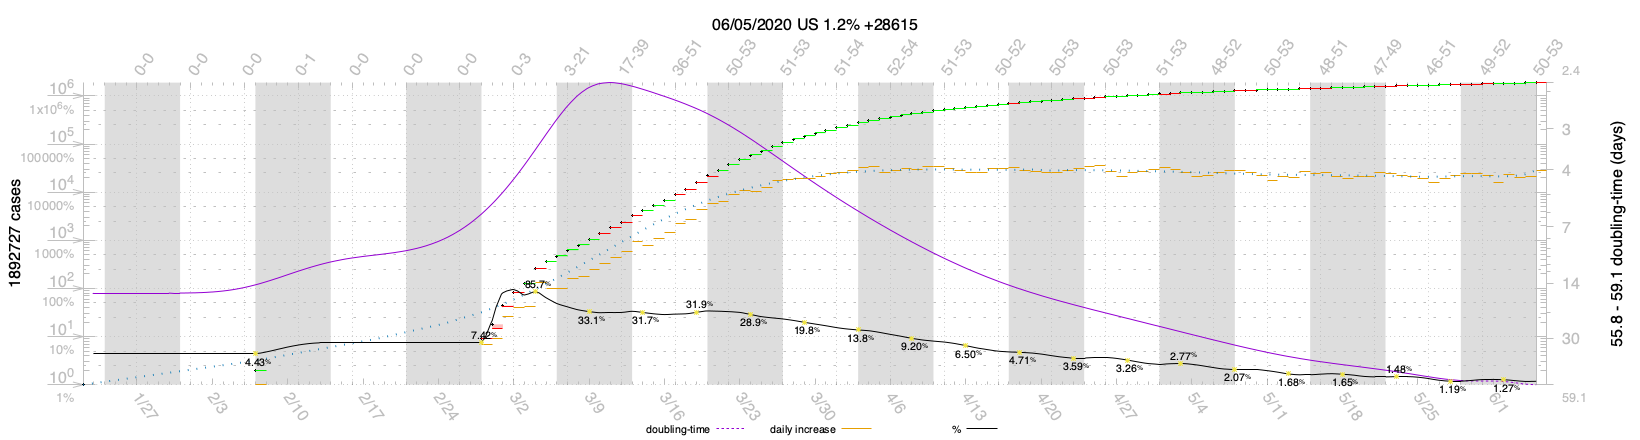 06/05/2020 US 1.2% +28615
0-0 0-0 0-0 0-1 0-0 0-0 0-0 0-3 3-21 17-39 36-51 50-53 51-53 51-54 52-54 51-53 50-52 50-53 50-53 51-53 48-52 50-53 48-51 47-49 46-51 49-52 50-53
10⁶ 2.4
1x10⁶%
10⁵ 3
100000%
10⁴ 4
10000%
10³ 7
1000%
10² 14
100%
10¹ 30
10%
10⁰
1% 59.1
1892727 cases
55.8 - 59.1 doubling-time (days)
4.43% 7.42% 85.7% 33.1% 31.7% 31.9% 28.9% 19.8% 13.8% 9.20% 6.50% 4.71% 3.59% 3.26% 2.77% 2.07% 1.68% 1.65% 1.48% 1.19% 1.27%
1/27 2/3 2/10 2/17 2/24 3/2 3/9 3/16 3/23 3/30 4/6 4/13 4/20 4/27 5/4 5/11 5/18 5/25 6/1
doubling-time daily increase %